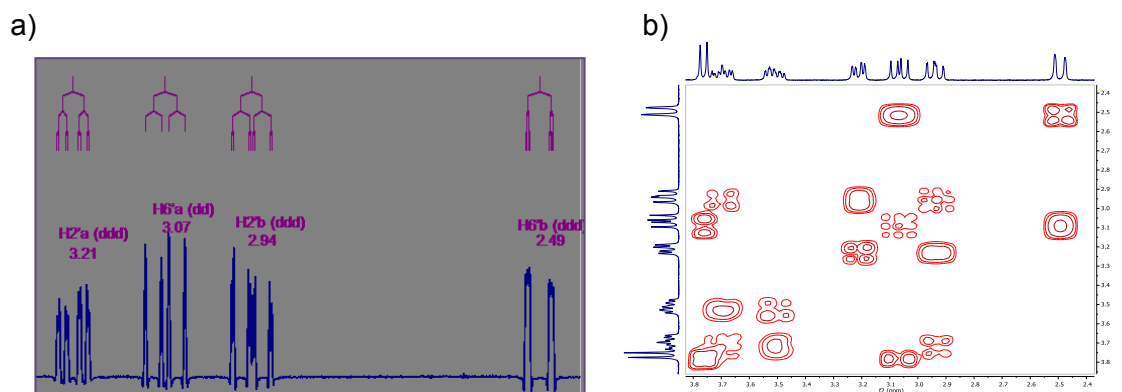 a)
b)
H2'a (ddd)
3.21
H6'a (dd)
3.07
H2'b (ddd)
2.94
H6'b (ddd)
2.49
2.4
2.5
2.6
2.7
2.8
2.9
3.0
3.1
3.2
3.3
3.4
3.5
3.6
3.7
3.8
f1 (ppm)
3.8 3.7 3.6 3.5 3.4 3.3 3.2 3.1 3.0 2.9 2.8 2.7 2.6 2.5 2.4
f2 (ppm)